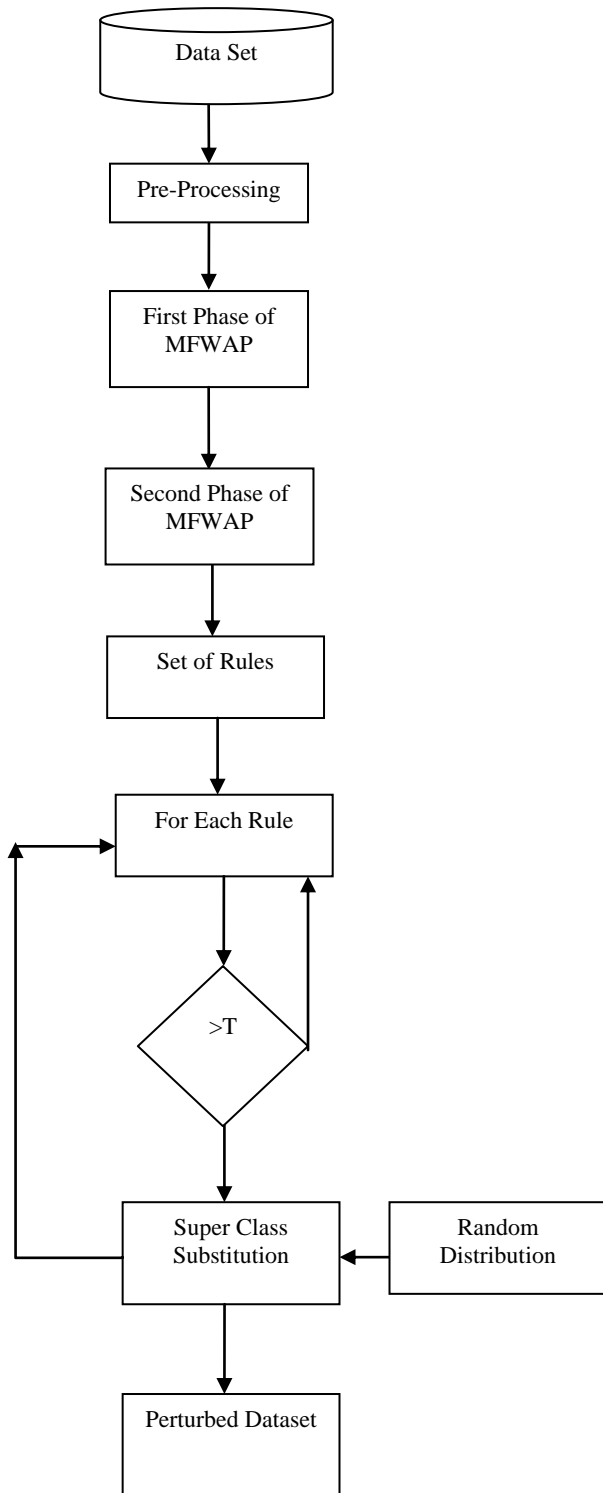 Data Set
Pre-Processing
First Phase of
MFWAP
Second Phase of
MFWAP
Set of Rules
For Each Rule
>T
Super Class
Substitution
Random
Distribution
Perturbed Dataset